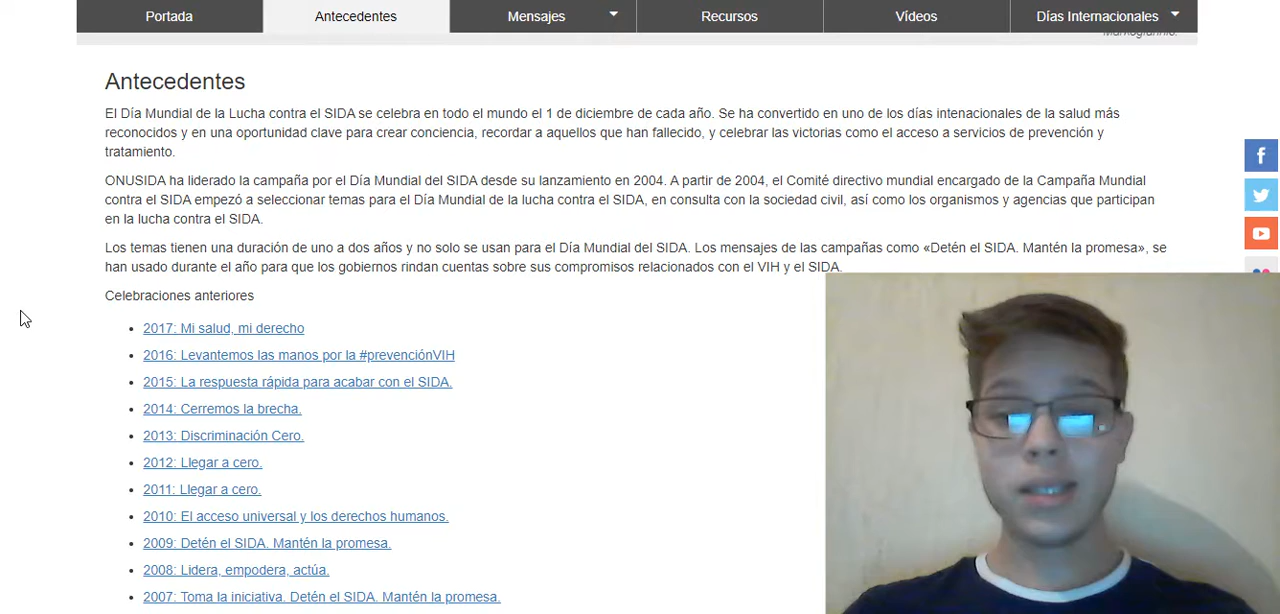 Portada Antecedentes Mensajes Recursos Vídeos Días Internacionales
Antecedentes
El Día Mundial de la Lucha contra el SIDA se celebra en todo el mundo el 1 de diciembre de cada año. Se ha convertido en uno de los días intenacionales de la salud más
reconocidos y en una oportunidad clave para crear conciencia, recordar a aquellos que han fallecido, y celebrar las victorias como el acceso a servicios de prevención y
tratamiento.
ONUSIDA ha liderado la campaña por el Día Mundial del SIDA desde su lanzamiento en 2004. A partir de 2004, el Comité directivo mundial encargado de la Campaña Mundial
contra el SIDA empezó a seleccionar temas para el Día Mundial de la lucha contra el SIDA, en consulta con la sociedad civil, así como los organismos y agencias que participan
en la lucha contra el SIDA.
Los temas tienen una duración de uno a dos años y no solo se usan para el Día Mundial del SIDA. Los mensajes de las campañas como «Detén el SIDA. Mantén la promesa», se
han usado durante el año para que los gobiernos rindan cuentas sobre sus compromisos relacionados con el VIH y el SIDA.
Celebraciones anteriores
• 2017: Mi salud, mi derecho
• 2016: Levantemos las manos por la #prevenciónVIH
• 2015: La respuesta rápida para acabar con el SIDA.
• 2014: Cerremos la brecha.
• 2013: Discriminación Cero.
• 2012: Llegar a cero.
• 2011: Llegar a cero.
• 2010: El acceso universal y los derechos humanos.
• 2009: Detén el SIDA. Mantén la promesa.
• 2008: Lidera, empodera, actúa.
• 2007: Toma la iniciativa. Detén el SIDA. Mantén la promesa.